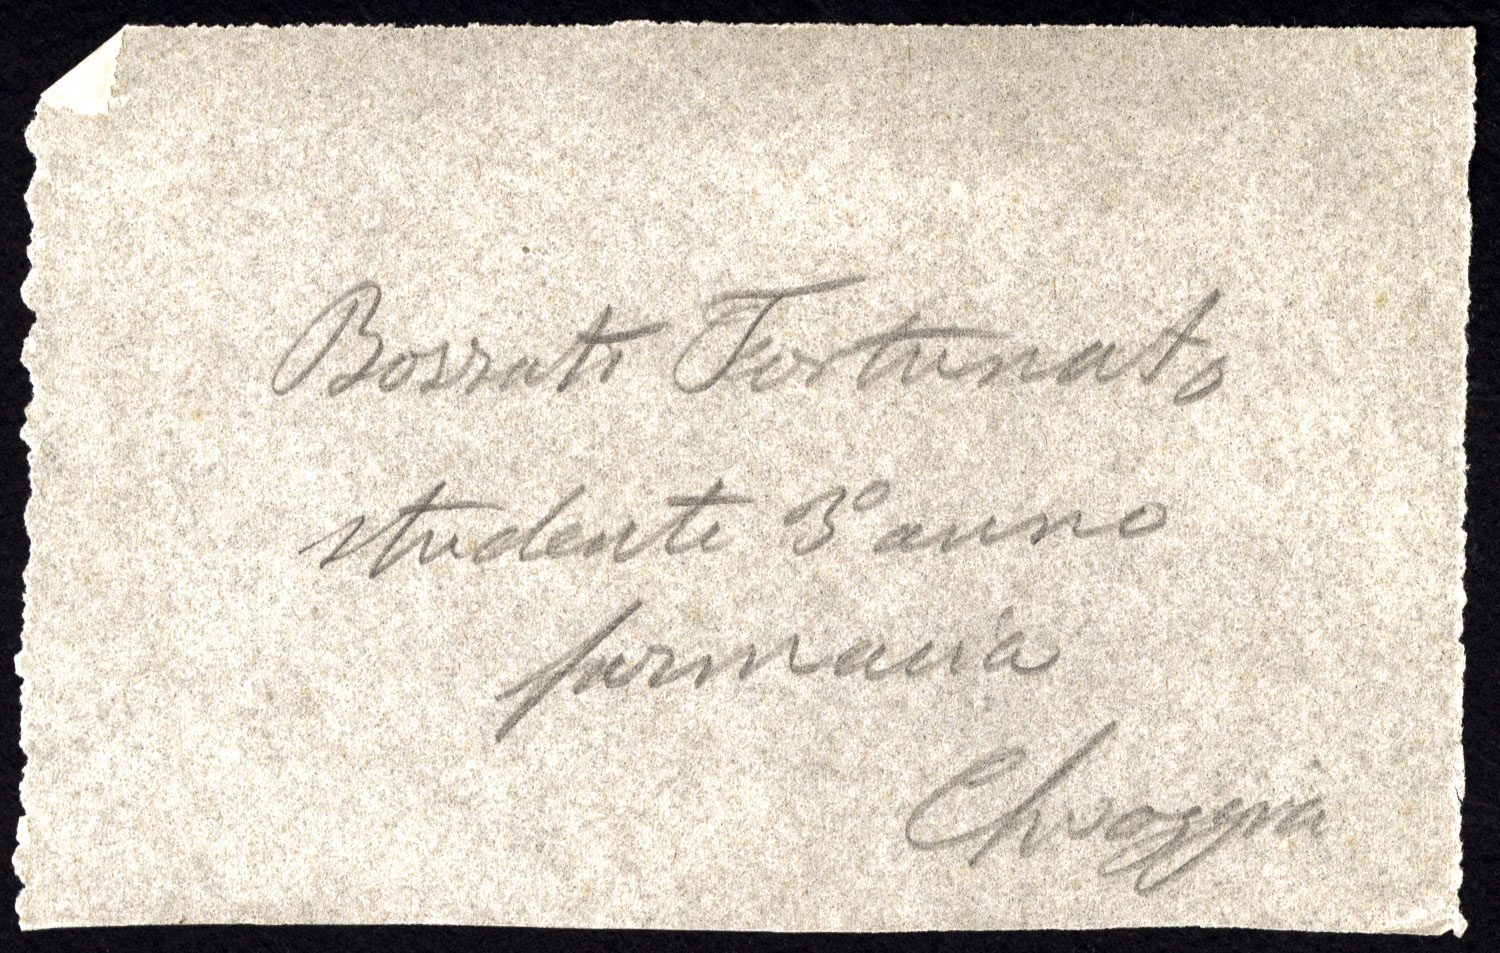 Bosrati Fortunato
studente 3° anno
farmacia
Chioggia